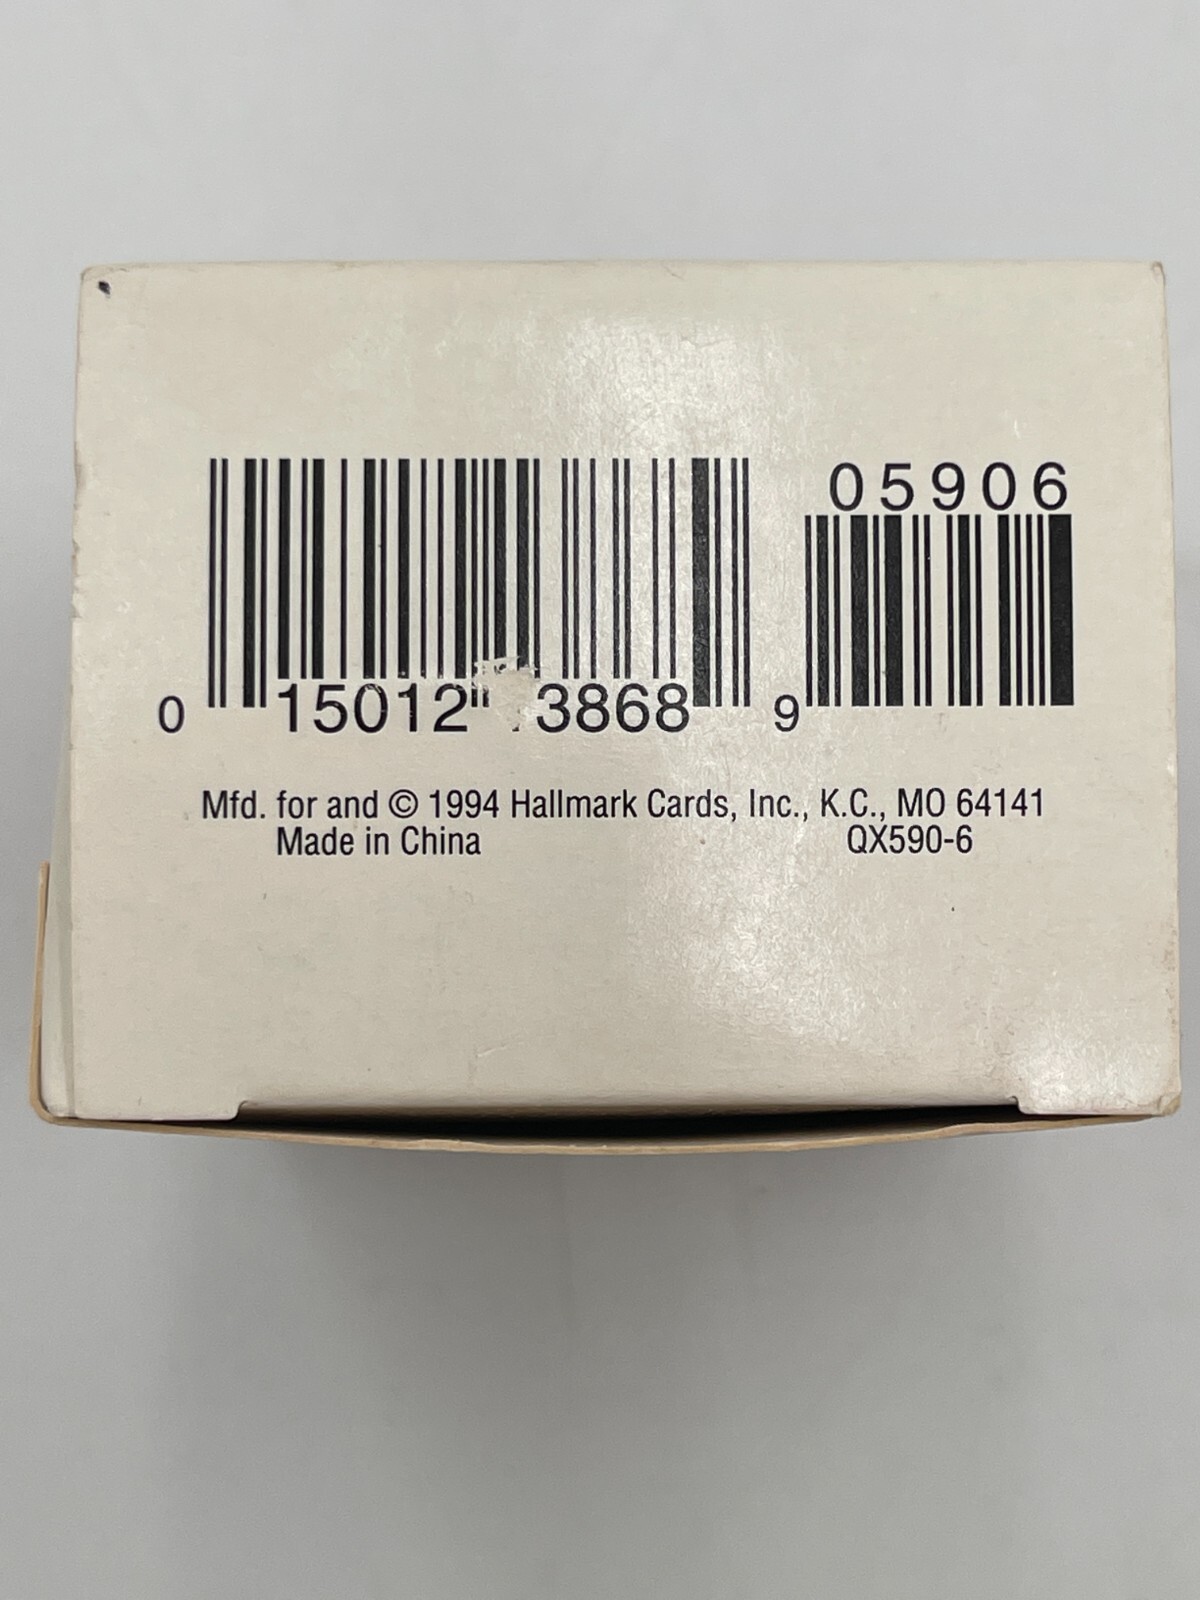 05906
0 15012 3868 9
Mfd. for and © 1994 Hallmark Cards, Inc., K.C., MO 64141
Made in China QX590-6